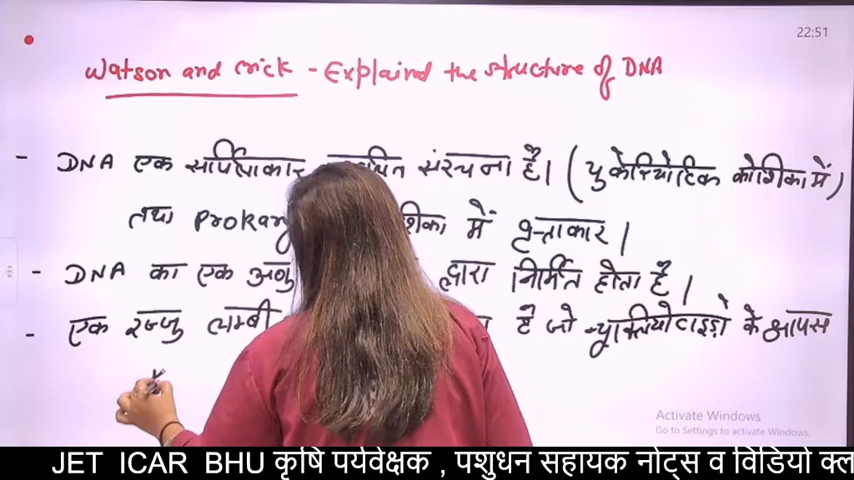 22:51
Watson and Crick - Explaind the structure of DNA
- DNA एक सर्पिलाकार संरचना है। (युकेरियोटिक कोशिका में)
तथा में वृत्ताकार।
- DNA का एक अणु द्वारा निर्मित होता है।
- एक रज्जु लम्बी है जो न्यूक्लियोटाइडों के आपस
Activate Windows
Go to Settings to activate Windows.
JET ICAR BHU कृषि पर्यवेक्षक , पशुधन सहायक नोट्स व विडियो